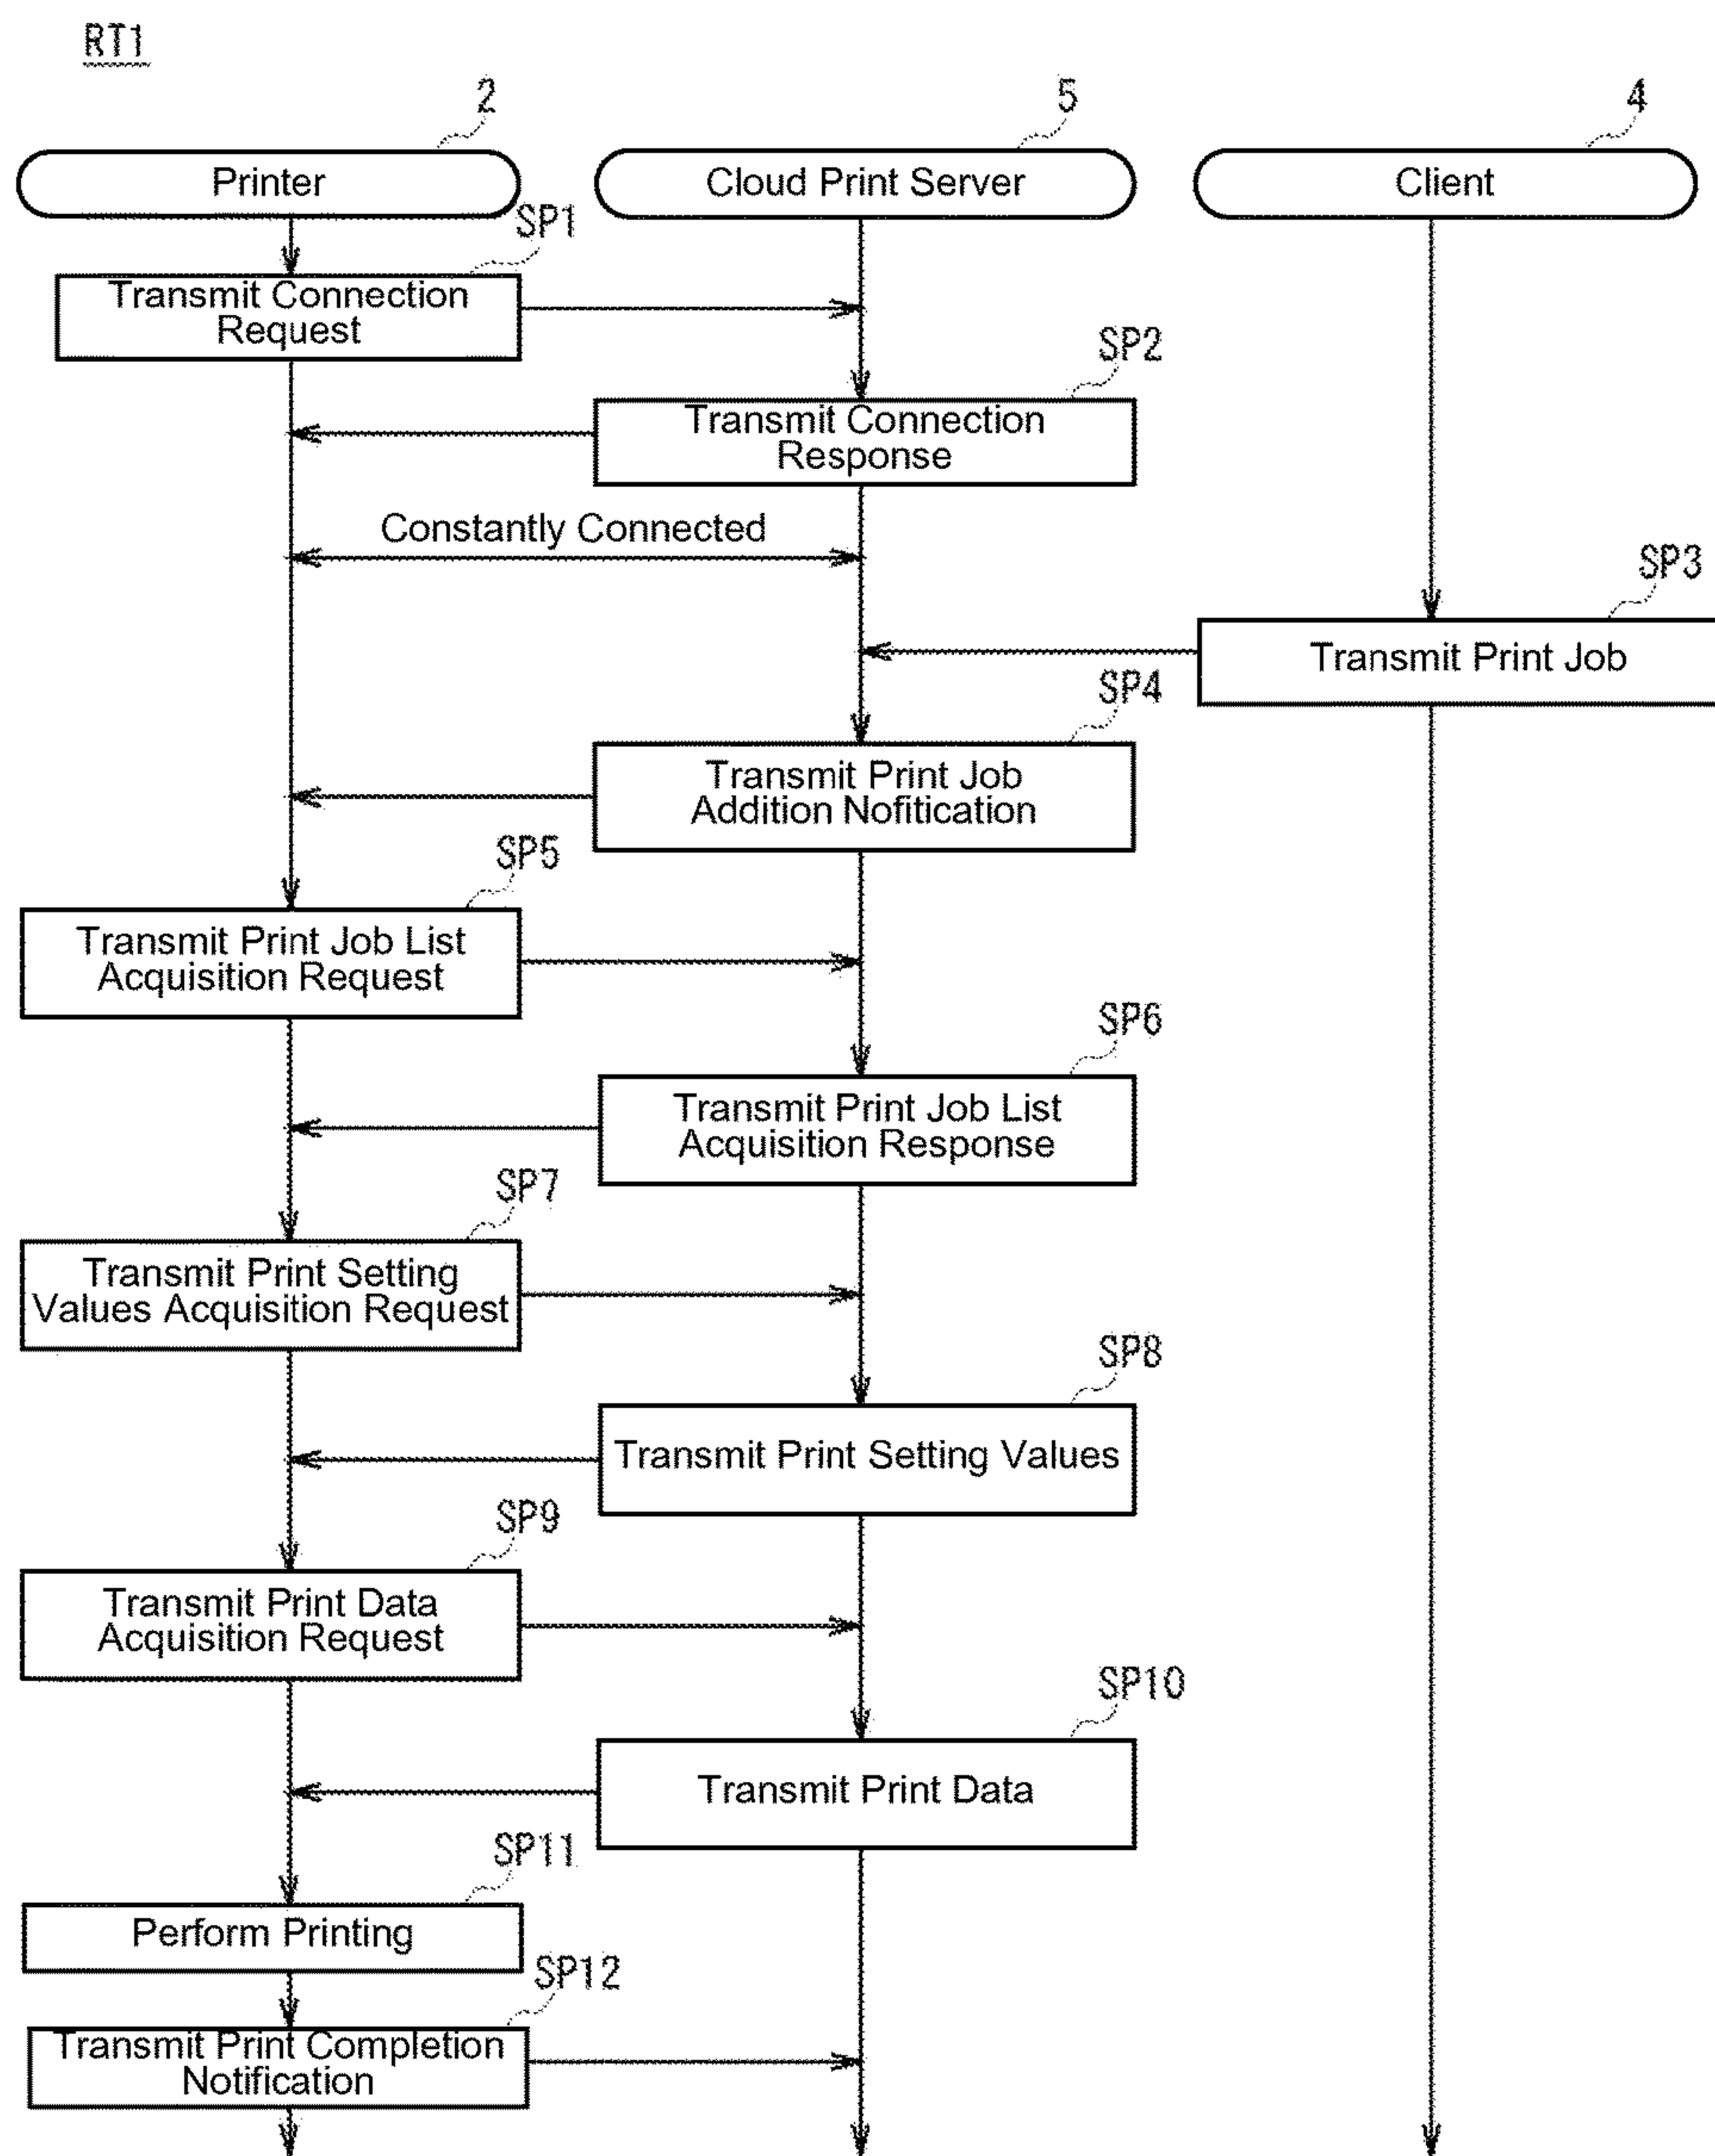 RT1
2
5
4
Printer
Cloud Print Server
Client
SP1
Transmit Connection
Request
SP2
Transmit Connection
Response
Constantly Connected
SP3
Transmit Print Job
SP4
Transmit Print Job
Addition Nofitication
SP5
Transmit Print Job List
Acquisition Request
SP6
Transmit Print Job List
Acquisition Response
SP7
Transmit Print Setting
Values Acquisition Request
SP8
Transmit Print Setting Values
SP9
Transmit Print Data
Acquisition Request
SP10
Transmit Print Data
SP11
Perform Printing
SP12
Transmit Print Completion
Notification